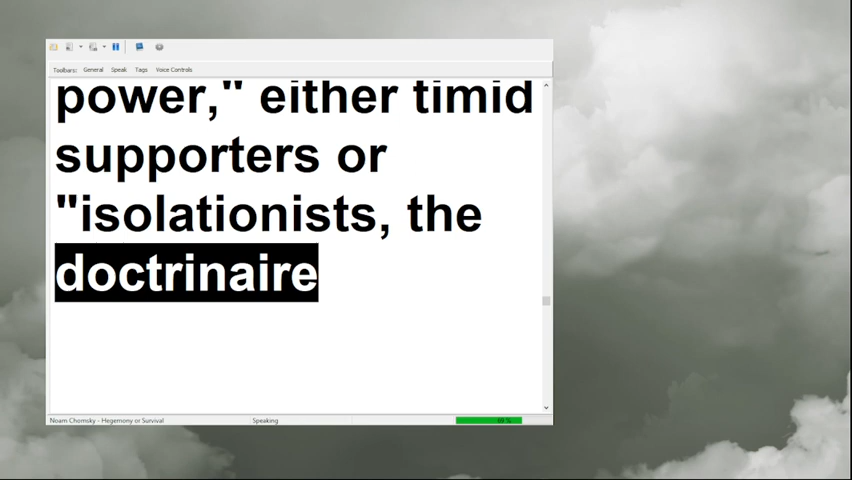 Toolbars: General Speak Tags Voice Controls
power," either timid
supporters or
"isolationists, the
doctrinaire
Noam Chomsky - Hegemony or Survival Speaking 69 %